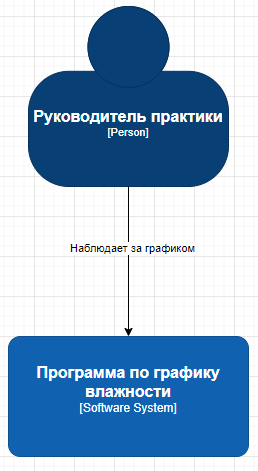 Руководитель практики
[Person]
Наблюдает за графиком
Программа по графику
влажности
[Software System]